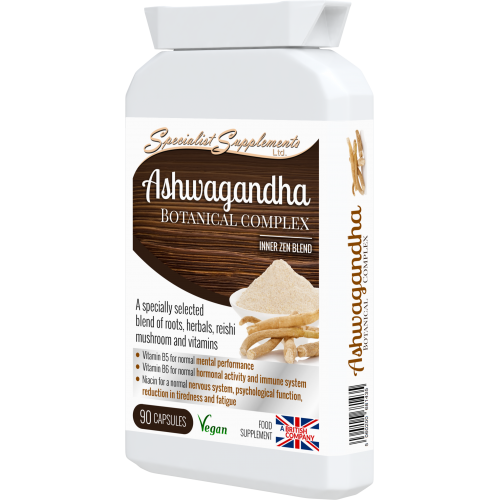 Specialist Supplements
Ltd.
Ashwagandha
BOTANICAL COMPLEX
INNER ZEN BLEND
A specially selected
blend of roots, herbals, reishi
mushroom and vitamins
• Vitamin B5 for normal mental performance
• Vitamin B6 for normal hormonal activity and immune system
• Niacin for a normal nervous system, psychological function,
reduction in tiredness and fatigue
90 CAPSULES
Vegan
FOOD
SUPPLEMENT
A BRITISH
COMPANY
Ashwagandha
BOTANICAL COMPLEX